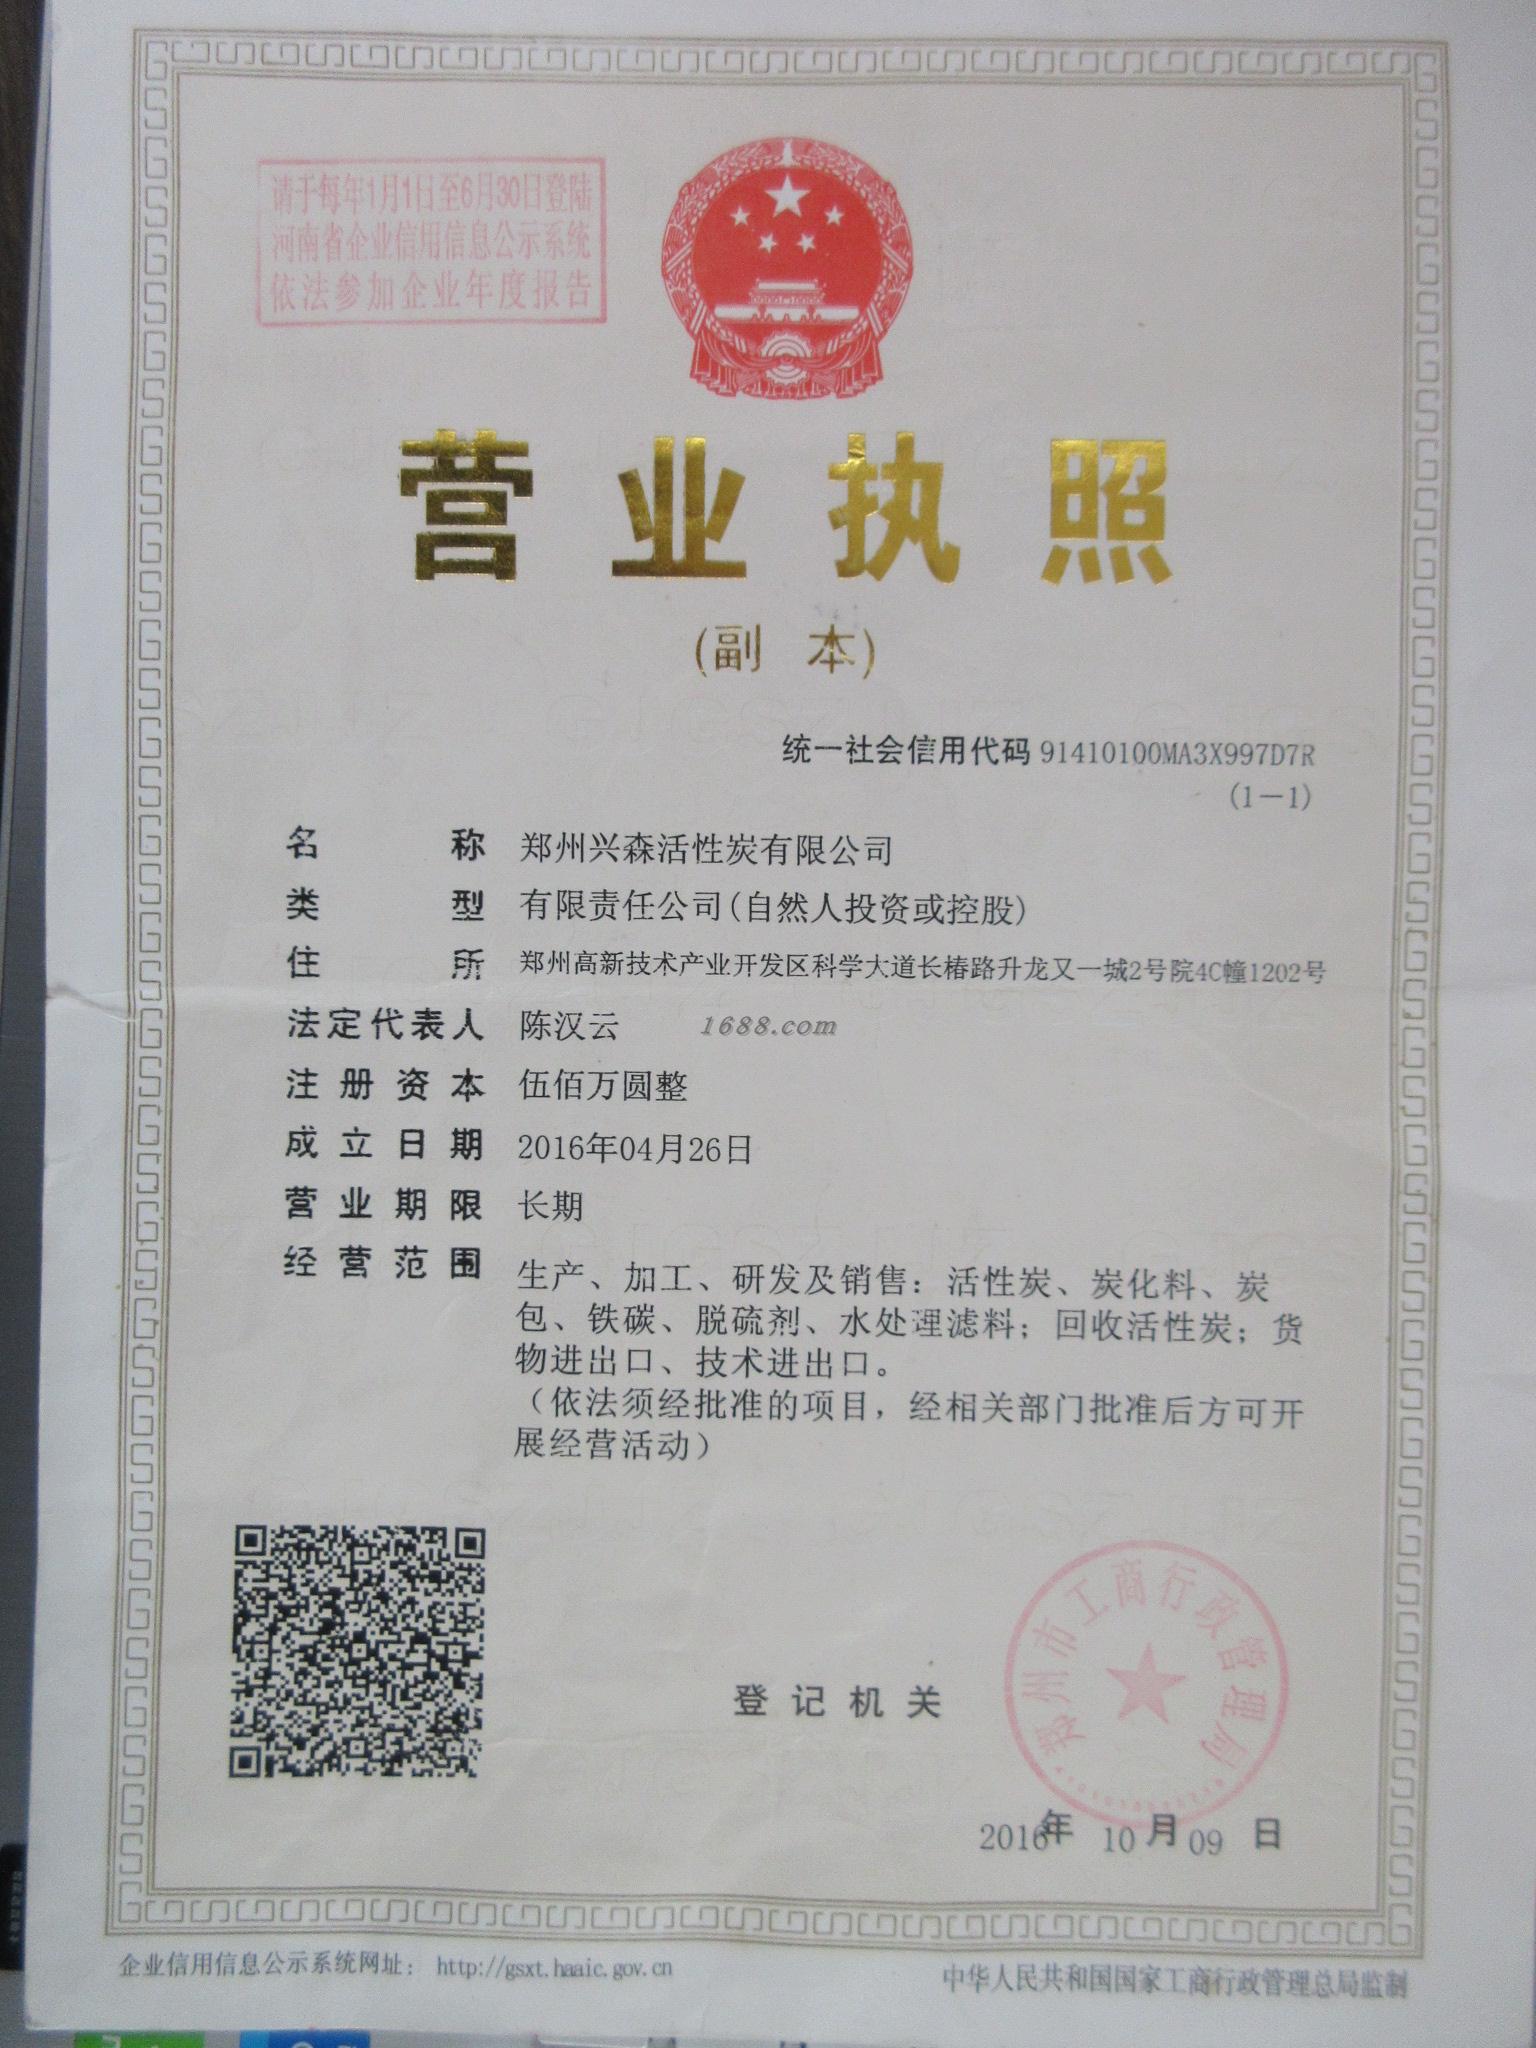 请于每年1月1日至6月30日登陆
河南省企业信用信息公示系统
依法参加企业年度报告
营业执照
(副 本)
统一社会信用代码 91410100MA3X997D7R
(1-1)
名 称 郑州兴森活性炭有限公司
类 型 有限责任公司(自然人投资或控股)
住 所 郑州高新技术产业开发区科学大道长椿路升龙又一城2号院4C幢1202号
法定代表人 陈汉云
1688.com
注册资本 伍佰万圆整
成立日期 2016年04月26日
营业期限 长期
经营范围 生产、加工、研发及销售：活性炭、炭化料、炭
包、铁碳、脱硫剂、水处理滤料；回收活性炭；货
物进出口、技术进出口。
（依法须经批准的项目，经相关部门批准后方可开
展经营活动）
登记机关
郑州市工商行政管理局
2016年 10月09 日
企业信用信息公示系统网址： http://gsxt.haaic.gov.cn
中华人民共和国国家工商行政管理总局监制